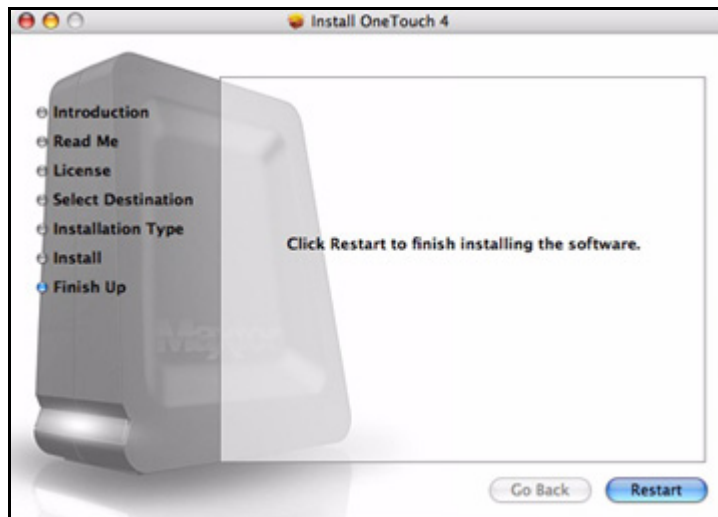 Install OneTouch 4
Introduction
Read Me
License
Select Destination
Installation Type
Install
Finish Up
Click Restart to finish installing the software.
Maxtor
Go Back
Restart